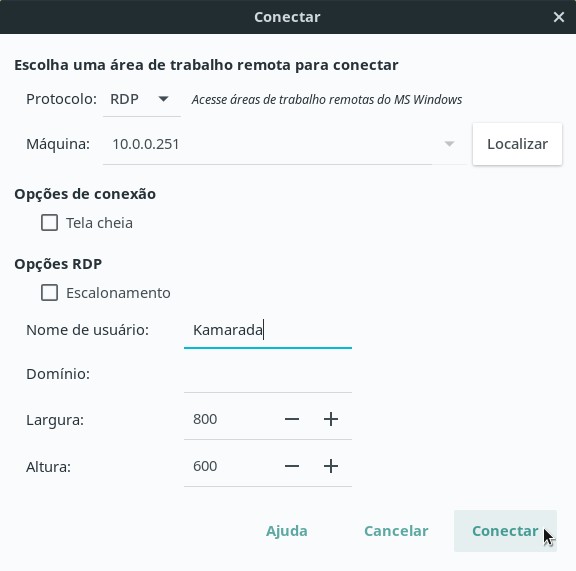 Conectar
Escolha uma área de trabalho remota para conectar
Protocolo: RDP Acesse áreas de trabalho remotas do MS Windows
Máquina: 10.0.0.251 Localizar
Opções de conexão
Tela cheia
Opções RDP
Escalonamento
Nome de usuário: Kamarada
Domínio:
Largura: 800
Altura: 600
Ajuda Cancelar Conectar